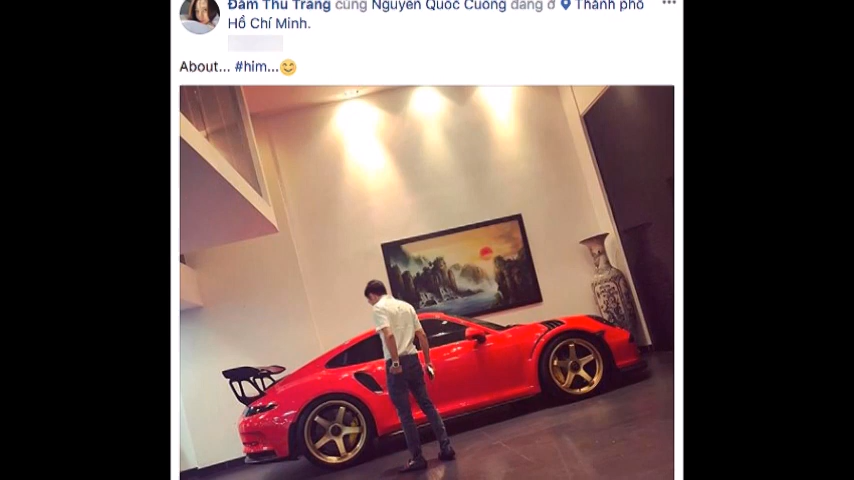 Đàm Thu Trang cùng Nguyễn Quốc Cường đang ở Thành phố
Hồ Chí Minh.
About... #him...😊